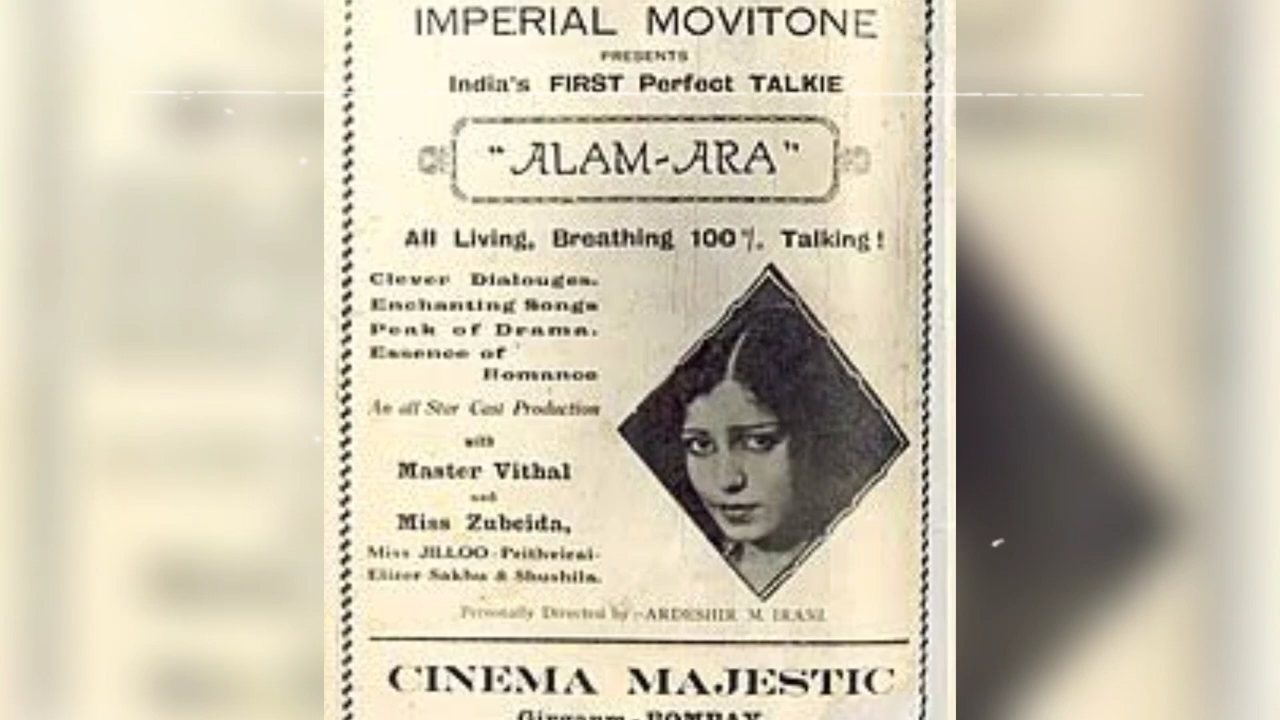 IMPERIAL MOVITONE
PRESENTS
India's FIRST Perfect TALKIE
"ALAM-ARA"
All Living, Breathing 100%. Talking!
Clever Dialouges.
Enchanting Songs
Peak of Drama.
Essence of
Romance
An all Star Cast Production
with
Master Vithal
and
Miss Zubeida,
Miss JILLOO-Prithviraj-
Elizer Sakhu & Shushila.
Personally Directed by-ARDESHIR M. IRANI.
CINEMA MAJESTIC
Girgaum-BOMBAY